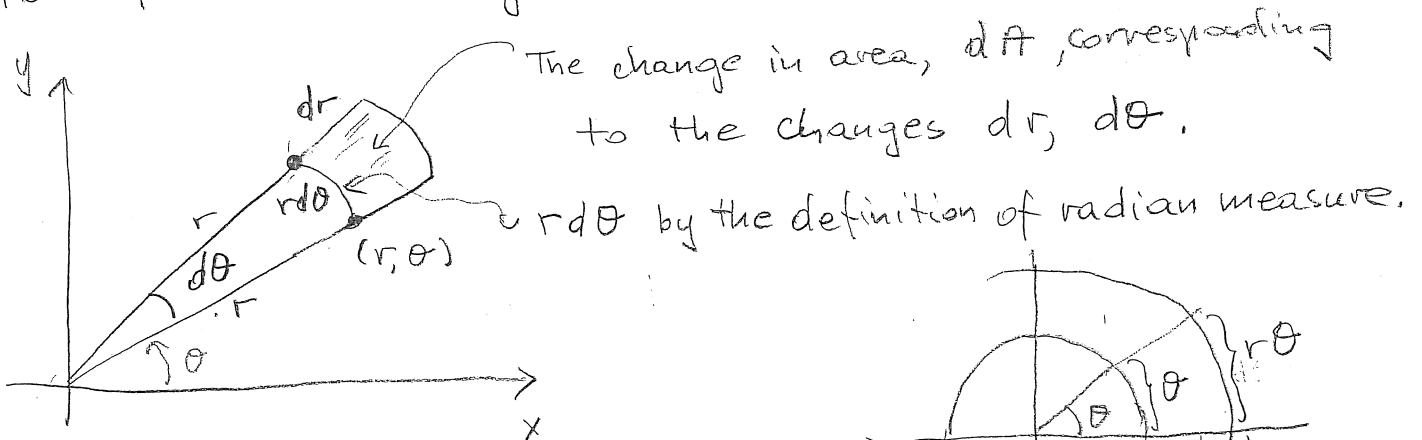 y
The change in area, dA, corresponding
to the changes dr, dθ.
dr
rdθ
rdθ by the definition of radian measure.
r
(r, θ)
dθ
r
θ
x
rθ
θ
θ